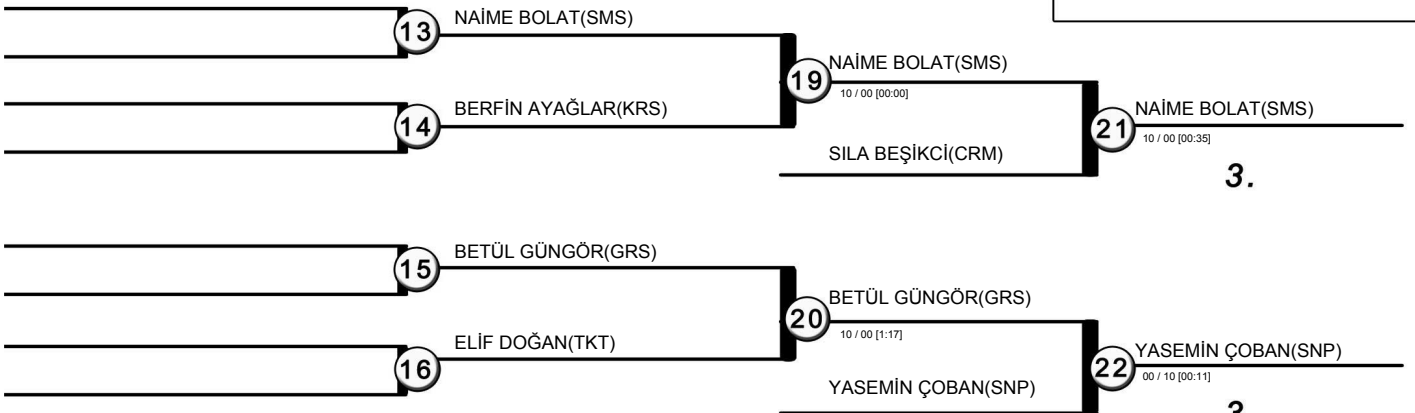 13 NAİME BOLAT(SMS)
19 NAİME BOLAT(SMS)
10 / 00 [00:00]
14 BERFİN AYAĞLAR(KRS)
21 NAİME BOLAT(SMS)
10 / 00 [00:35]
SILA BEŞİKCİ(CRM)
3.
15 BETÜL GÜNGÖR(GRS)
20 BETÜL GÜNGÖR(GRS)
10 / 00 [1:17]
16 ELİF DOĞAN(TKT)
22 YASEMİN ÇOBAN(SNP)
00 / 10 [00:11]
YASEMİN ÇOBAN(SNP)
3